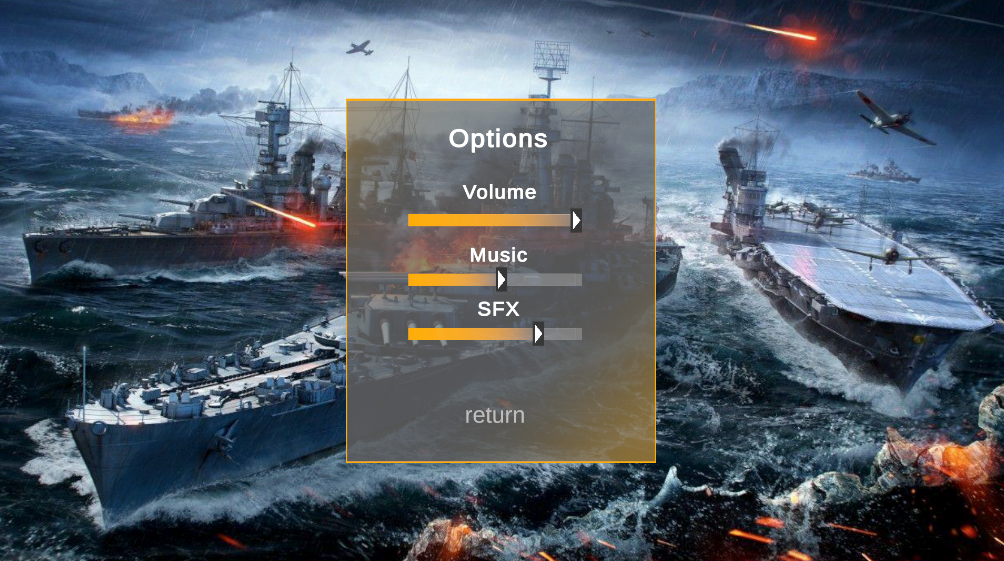 Options
Volume
Music
SFX
return